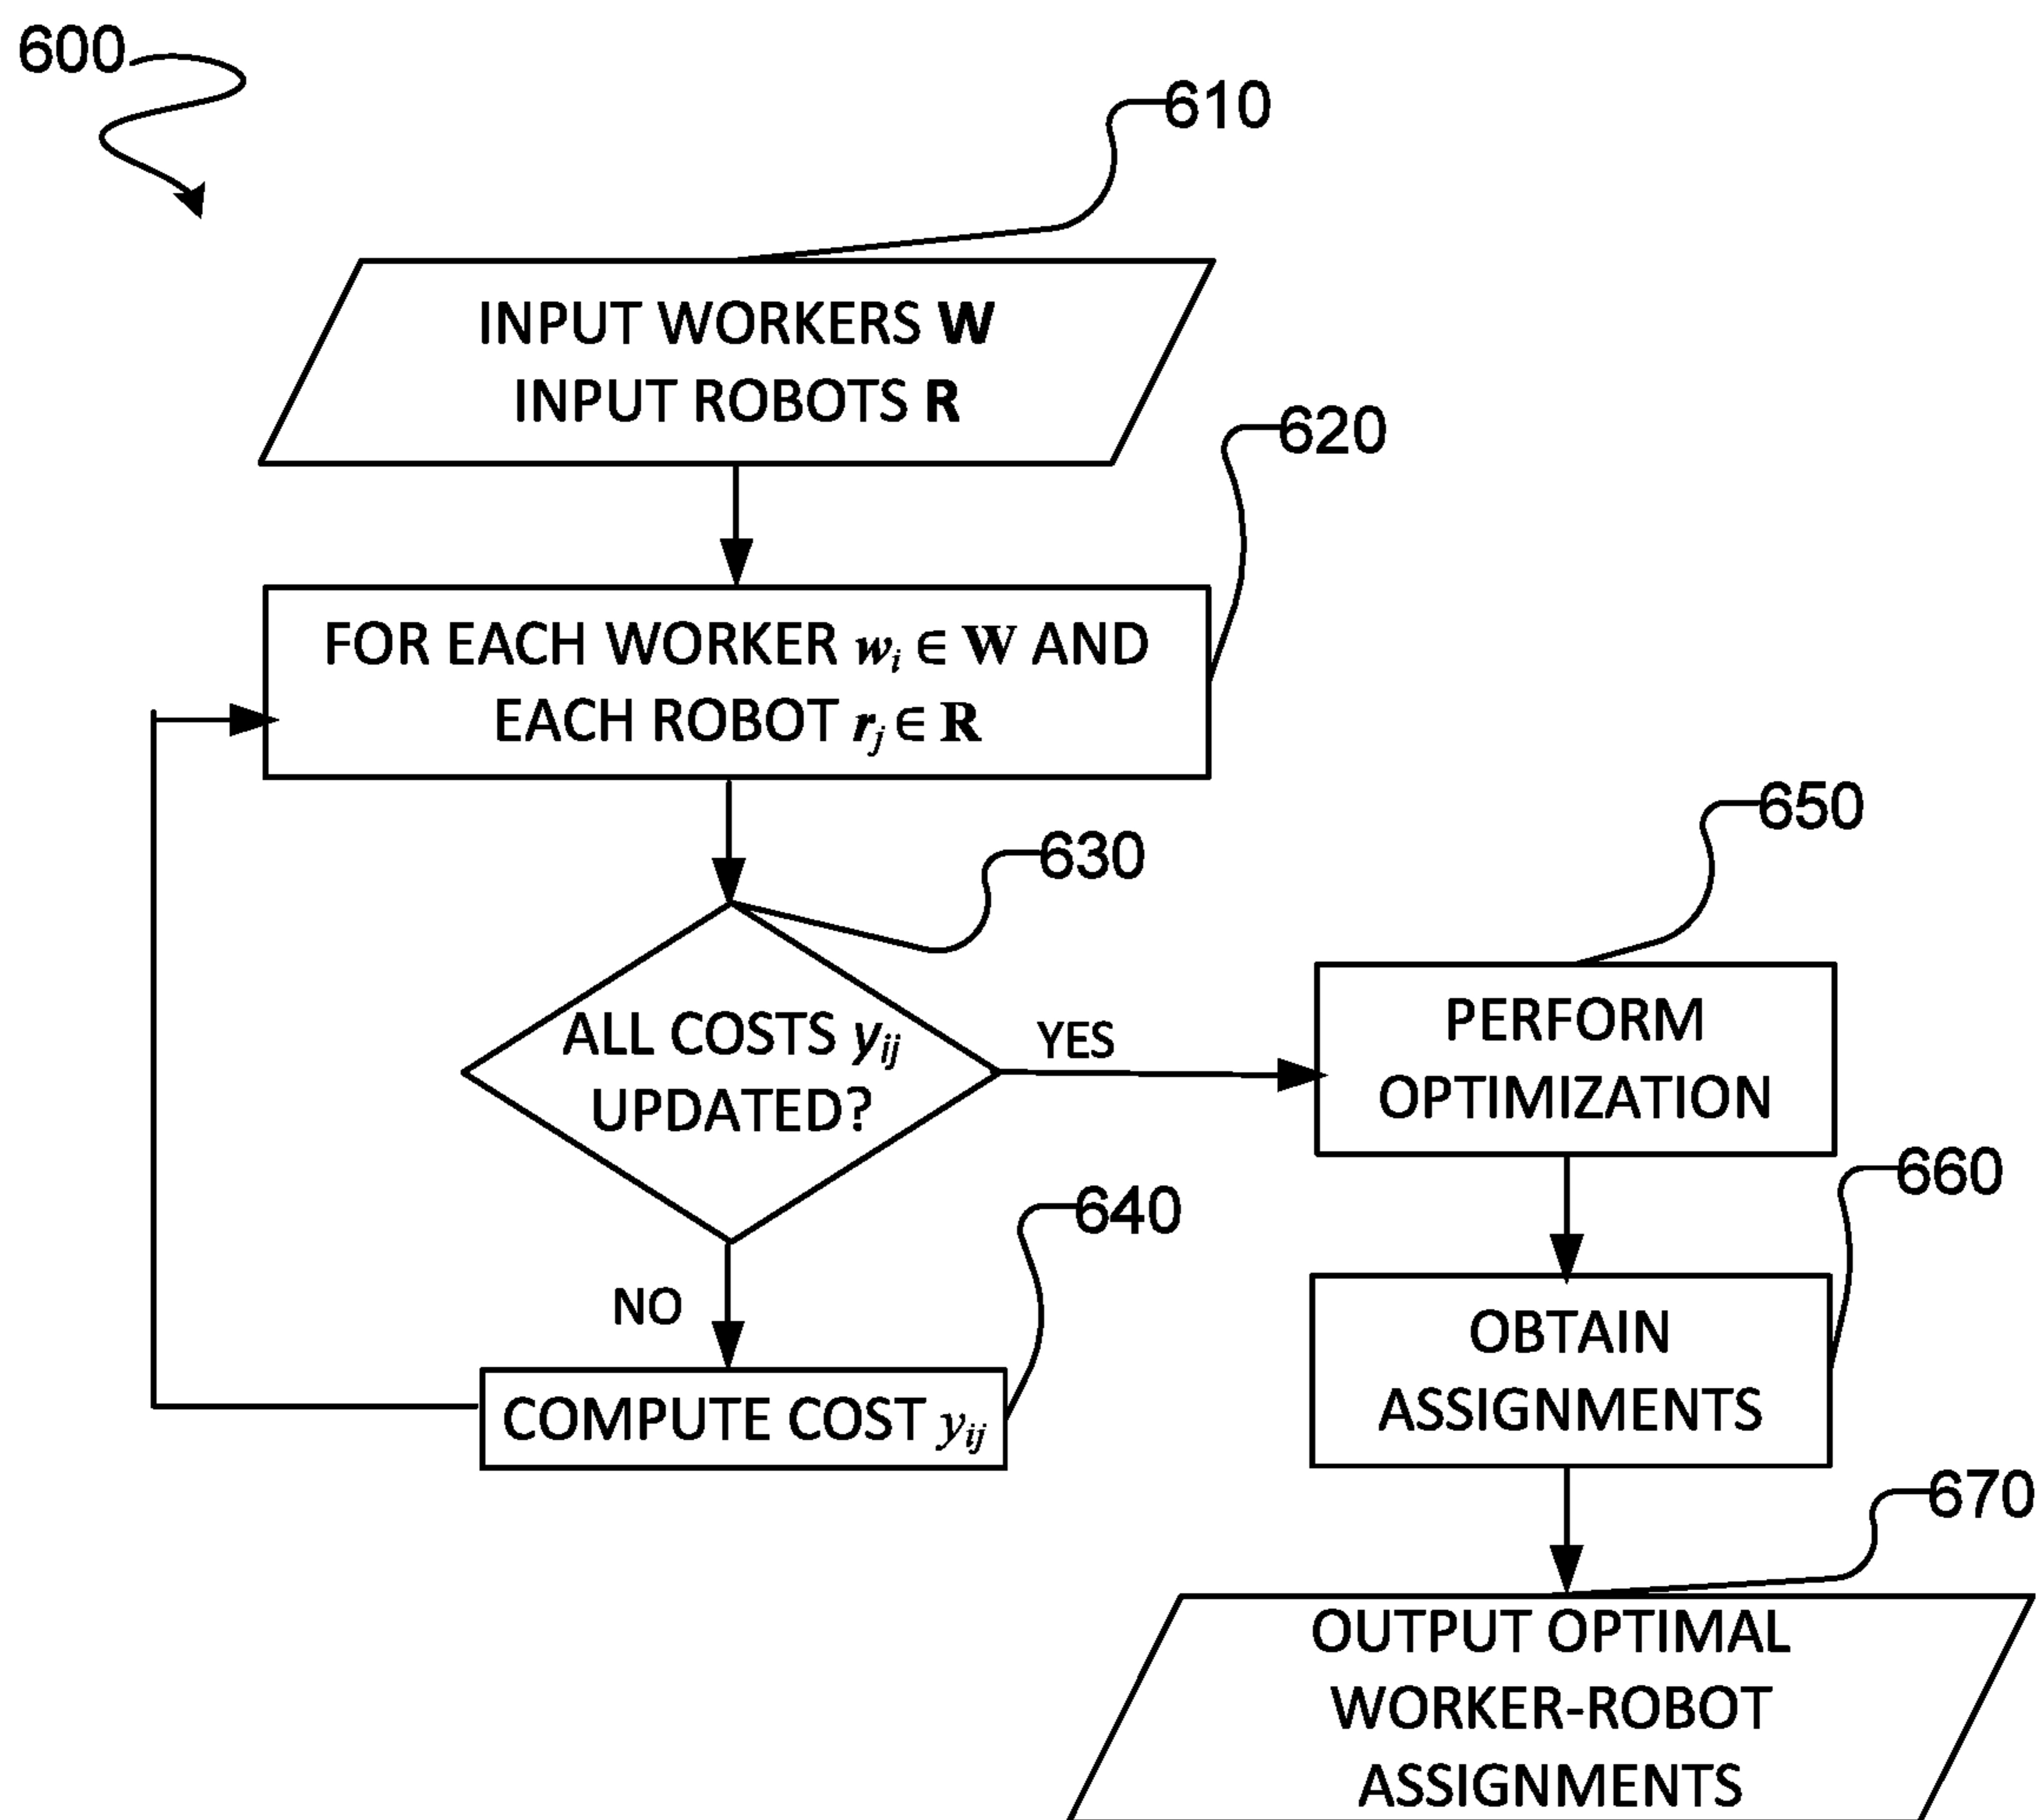 600
610
INPUT WORKERS W
INPUT ROBOTS R
620
FOR EACH WORKER wᵢ ∈ W AND
EACH ROBOT rⱼ ∈ R
630
ALL COSTS yᵢⱼ
UPDATED?
YES
NO
640
COMPUTE COST yᵢⱼ
650
PERFORM
OPTIMIZATION
660
OBTAIN
ASSIGNMENTS
670
OUTPUT OPTIMAL
WORKER-ROBOT
ASSIGNMENTS